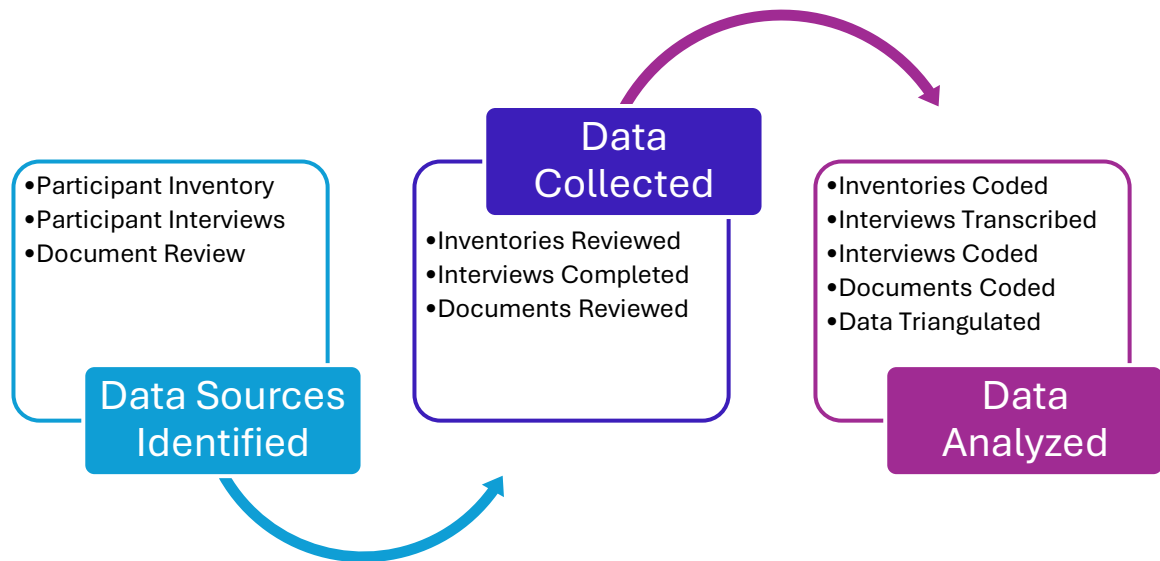 •Participant Inventory
•Participant Interviews
•Document Review
Data Sources
Identified
Data
Collected
•Inventories Reviewed
•Interviews Completed
•Documents Reviewed
•Inventories Coded
•Interviews Transcribed
•Interviews Coded
•Documents Coded
•Data Triangulated
Data
Analyzed